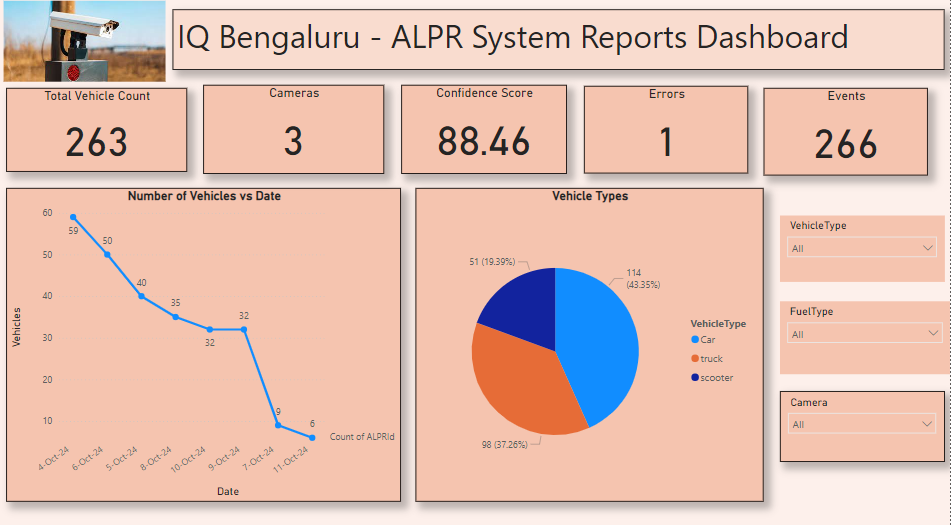 IQ Bengaluru - ALPR System Reports Dashboard
Total Vehicle Count
263
Cameras
3
Confidence Score
88.46
Errors
1
Events
266
Number of Vehicles vs Date
Vehicles
60
50
40
30
20
10
59
50
40
35
32
32
9
6
Count of ALPRId
4-Oct-24
6-Oct-24
5-Oct-24
8-Oct-24
10-Oct-24
9-Oct-24
7-Oct-24
11-Oct-24
Date
Vehicle Types
51 (19.39%)
114
(43.35%)
98 (37.26%)
VehicleType
Car
truck
scooter
VehicleType
All
FuelType
All
Camera
All